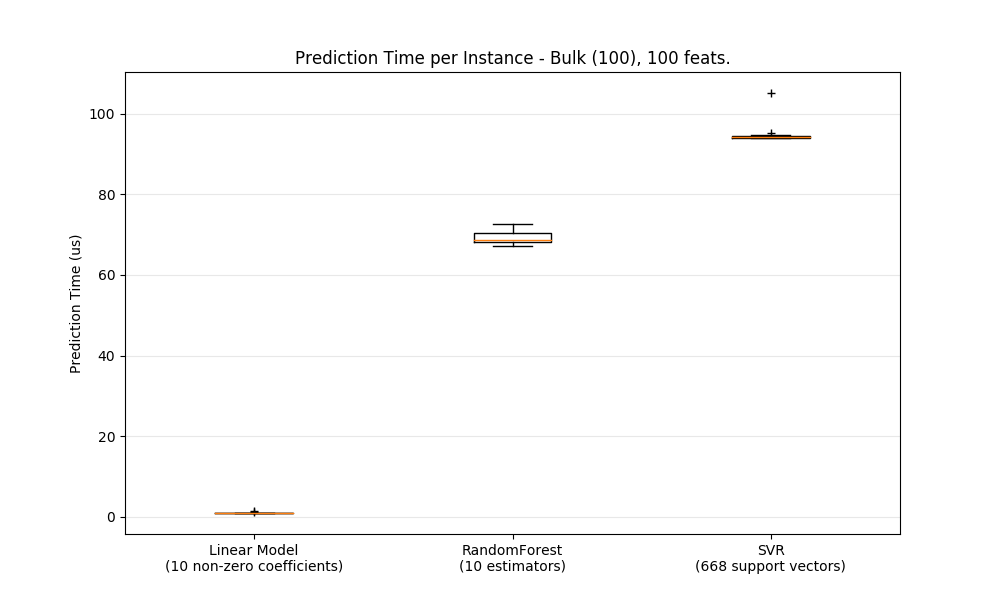 Prediction Time per Instance - Bulk (100), 100 feats.
Prediction Time (us)
100
80
60
40
20
0
Linear Model
(10 non-zero coefficients)
RandomForest
(10 estimators)
SVR
(668 support vectors)